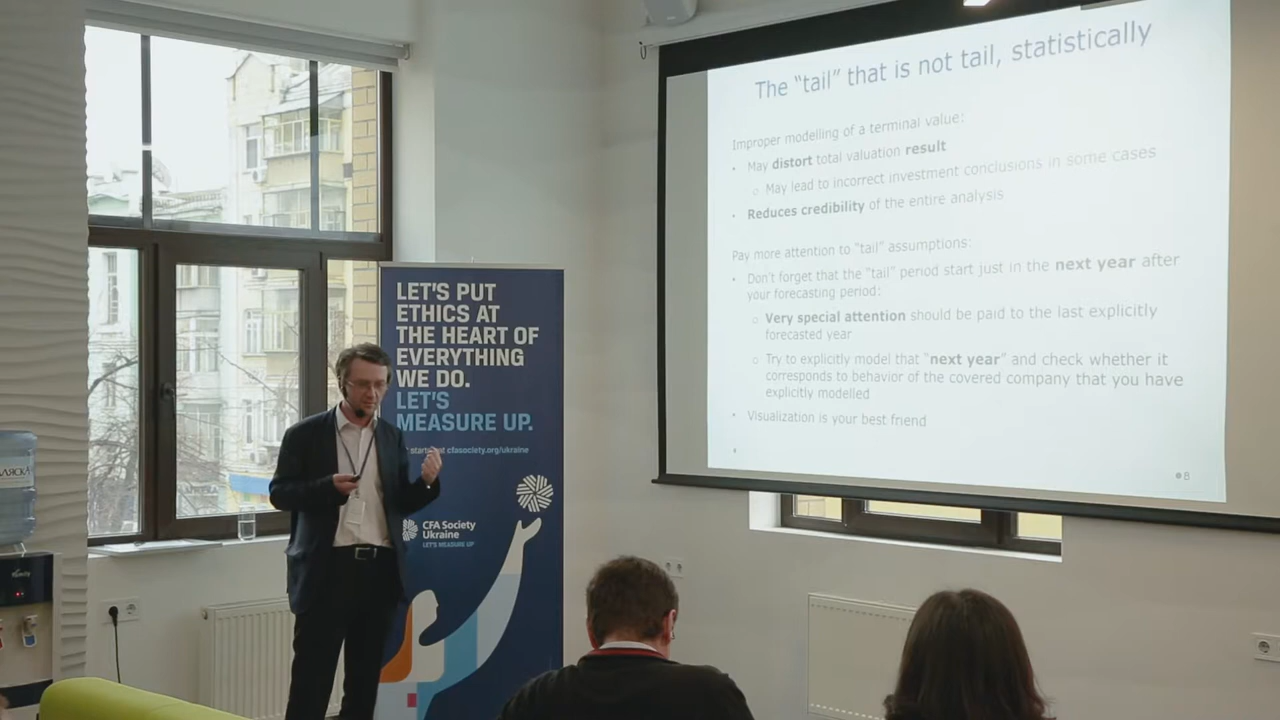 The “tail” that is not tail, statistically
Improper modelling of a terminal value:
• May distort total valuation result
○ May lead to incorrect investment conclusions in some cases
• Reduces credibility of the entire analysis
Pay more attention to “tail” assumptions:
• Don’t forget that the “tail” period start just in the next year after
your forecasting period:
○ Very special attention should be paid to the last explicitly
forecasted year
○ Try to explicitly model that “next year” and check whether it
corresponds to behavior of the covered company that you have
explicitly modelled
• Visualization is your best friend
8
LET'S PUT
ETHICS AT
THE HEART OF
EVERYTHING
WE DO.
LET'S
MEASURE UP.
cfasociety.org/ukraine
CFA Society
Ukraine
LET'S MEASURE UP